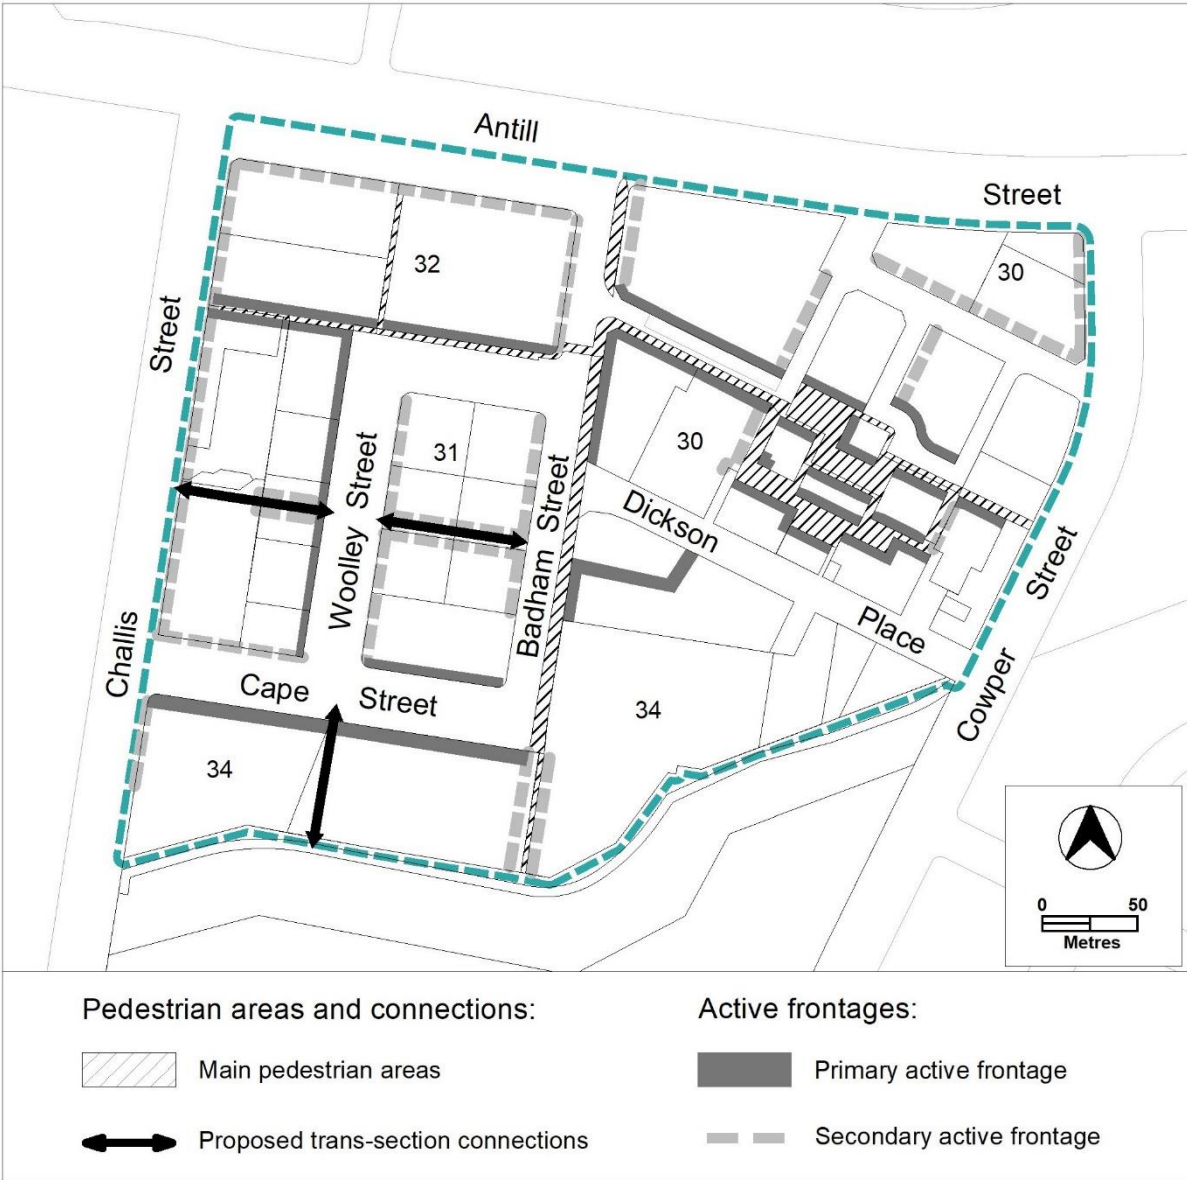 Antill
Street
30
32
Street
31
30
Woolley Street
Badham Street
Dickson
Place
Street
Cowper
Challis
Cape Street
34
34
0 50
Metres
Pedestrian areas and connections:
Main pedestrian areas
Proposed trans-section connections
Active frontages:
Primary active frontage
Secondary active frontage